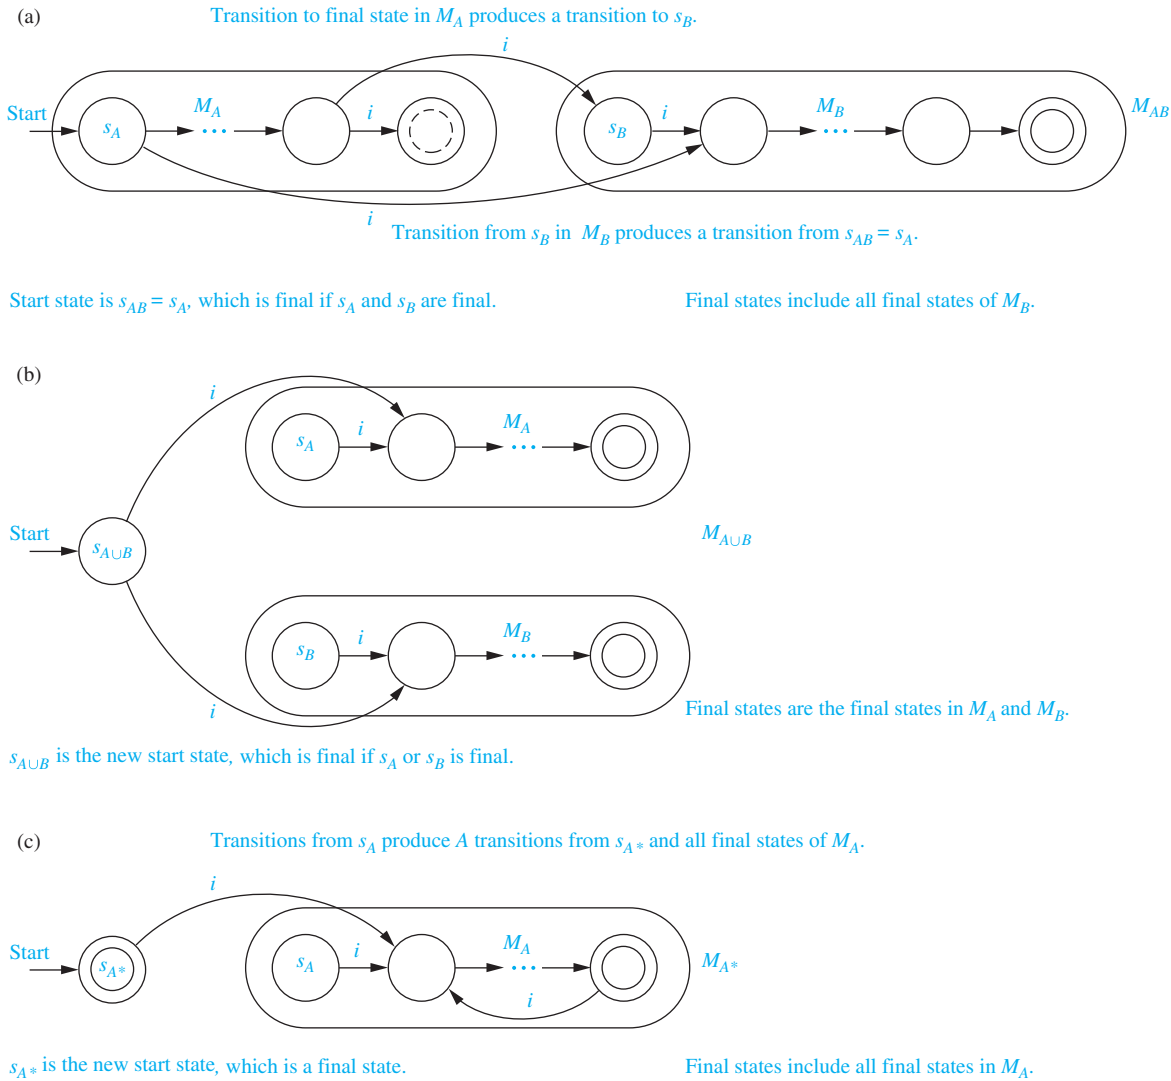 (a)
Transition to final state in M_A produces a transition to s_B.
i
Start
s_A
M_A
...
i
s_B
i
M_B
...
M_AB
i
Transition from s_B in M_B produces a transition from s_AB = s_A.
Start state is s_AB = s_A, which is final if s_A and s_B are final.
Final states include all final states of M_B.
(b)
i
s_A
i
M_A
...
Start
s_A∪B
M_A∪B
s_B
i
M_B
...
i
Final states are the final states in M_A and M_B.
s_A∪B is the new start state, which is final if s_A or s_B is final.
(c)
Transitions from s_A produce A transitions from s_A* and all final states of M_A.
i
Start
s_A*
s_A
i
M_A
...
i
M_A*
s_A* is the new start state, which is a final state.
Final states include all final states in M_A.